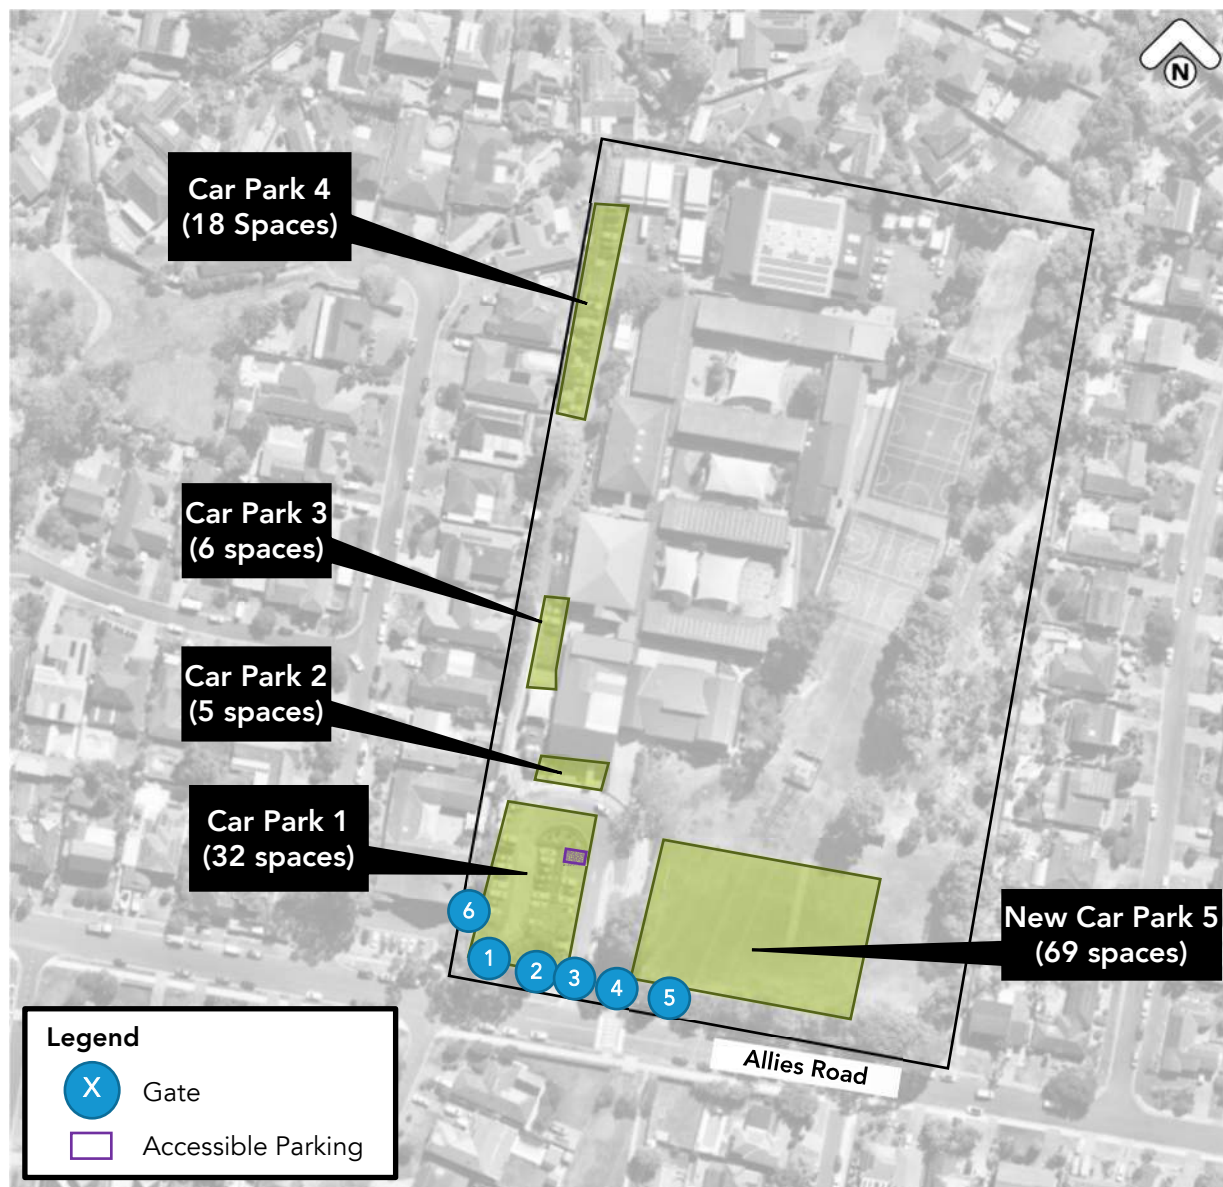 N
Car Park 4
(18 Spaces)
Car Park 3
(6 spaces)
Car Park 2
(5 spaces)
Car Park 1
(32 spaces)
New Car Park 5
(69 spaces)
6
1
2
3
4
5
Allies Road
Legend
X Gate
Accessible Parking